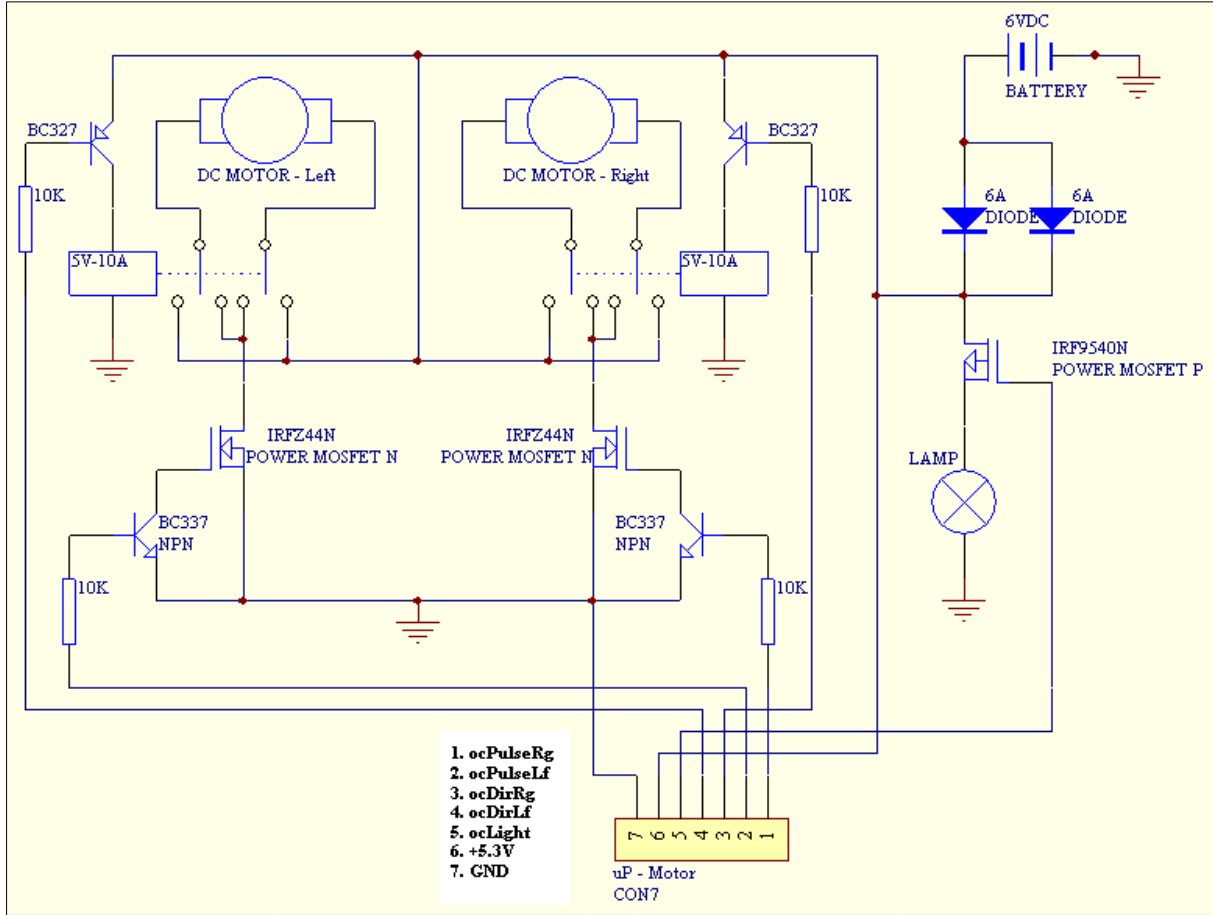 6VDC
BATTERY
BC327
DC MOTOR - Left
DC MOTOR - Right
BC327
10K
10K
6A
DIODE
6A
DIODE
5V-10A
5V-10A
IRF9540N
POWER MOSFET P
IRFZ44N
POWER MOSFET N
IRFZ44N
POWER MOSFET N
LAMP
BC337
NPN
BC337
NPN
10K
10K
1. ocPulseRg
2. ocPulseLf
3. ocDirRg
4. ocDirLf
5. ocLight
6. +5.3V
7. GND
7 6 5 4 3 2 1
uP - Motor
CON7